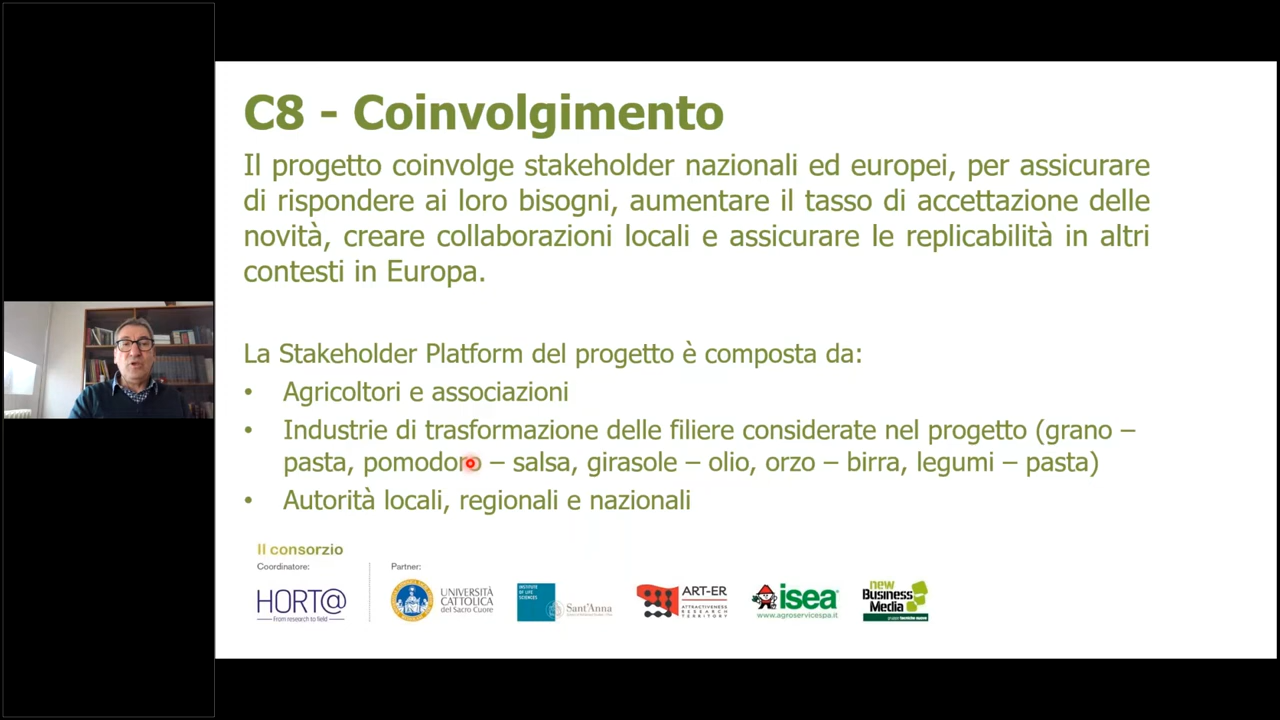 C8 - Coinvolgimento
Il progetto coinvolge stakeholder nazionali ed europei, per assicurare
di rispondere ai loro bisogni, aumentare il tasso di accettazione delle
novità, creare collaborazioni locali e assicurare le replicabilità in altri
contesti in Europa.
La Stakeholder Platform del progetto è composta da:
• Agricoltori e associazioni
• Industrie di trasformazione delle filiere considerate nel progetto (grano –
pasta, pomodoro – salsa, girasole – olio, orzo – birra, legumi – pasta)
• Autorità locali, regionali e nazionali
Il consorzio
Coordinatore:
Partner:
HORT@
From research to field
UNIVERSITÀ
CATTOLICA
del Sacro Cuore
INSTITUTE
OF LIFE
SCIENCES
Sant'Anna
ART-ER
ATTRACTIVENESS
RESEARCH
TERRITORY
isea
www.agroservicespa.it
new
Business
Media